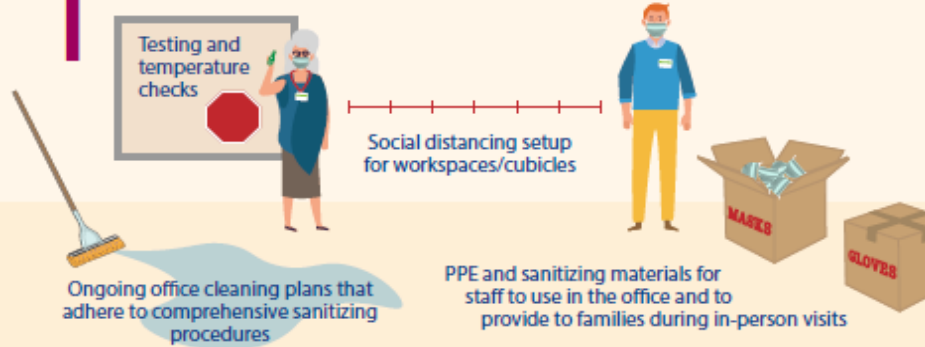 Testing and
temperature
checks
Social distancing setup
for workspaces/cubicles
MASKS
GLOVES
Ongoing office cleaning plans that
adhere to comprehensive sanitizing
procedures
PPE and sanitizing materials for
staff to use in the office and to
provide to families during in-person visits